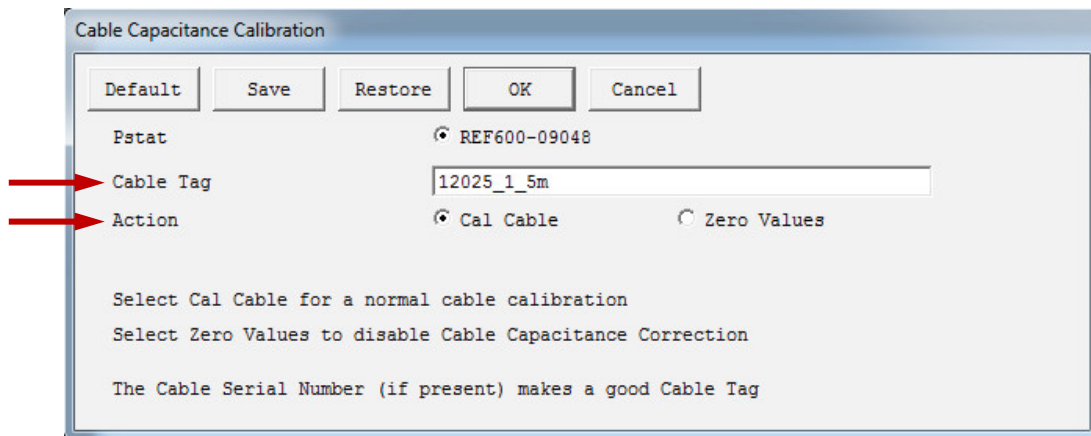 Cable Capacitance Calibration
Default Save Restore OK Cancel
Pstat REF600-09048
Cable Tag 12025_1_5m
Action Cal Cable Zero Values
Select Cal Cable for a normal cable calibration
Select Zero Values to disable Cable Capacitance Correction
The Cable Serial Number (if present) makes a good Cable Tag